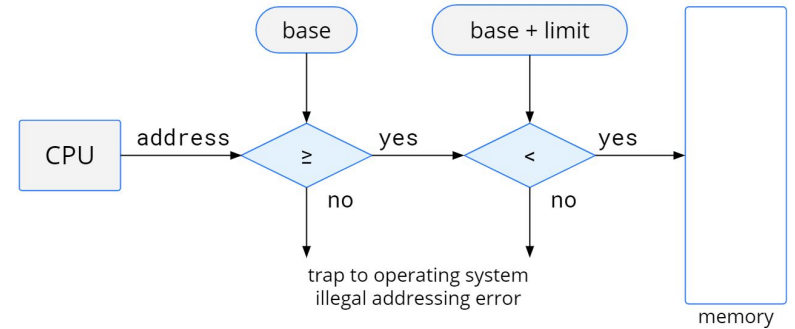 base
base + limit
CPU
address
≥
yes
<
yes
no
no
trap to operating system
illegal addressing error
memory